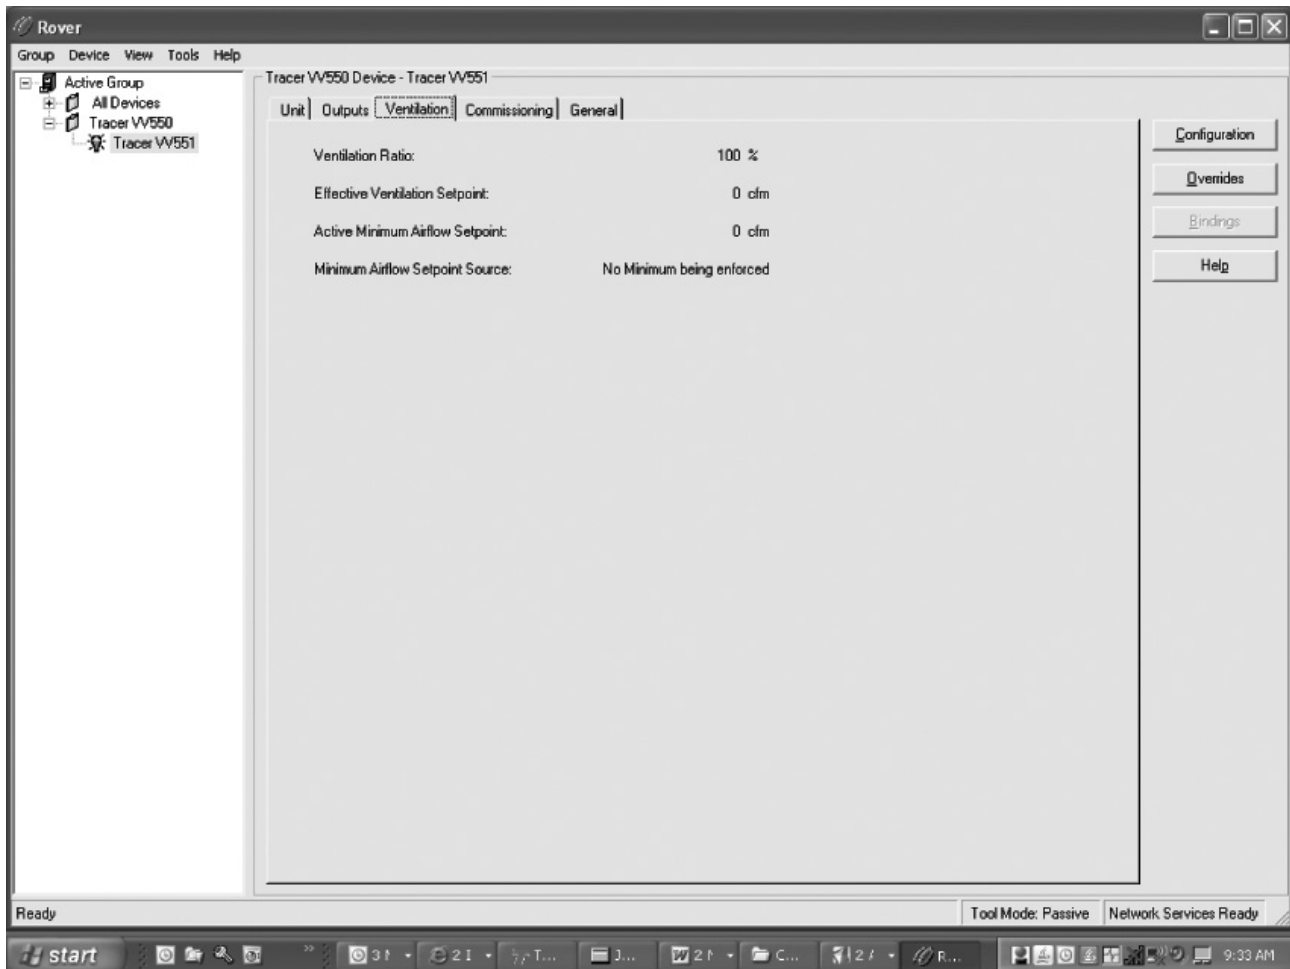 Rover
Group Device View Tools Help
Active Group
All Devices
Tracer VV550
Tracer VV551
Tracer VV550 Device - Tracer VV551
Unit Outputs Ventilation Commissioning General
Ventilation Ratio: 100 %
Effective Ventilation Setpoint: 0 cfm
Active Minimum Airflow Setpoint: 0 cfm
Minimum Airflow Setpoint Source: No Minimum being enforced
Configuration
Overrides
Bindings
Help
Ready
Tool Mode: Passive Network Services Ready
start
T...
J...
C...
R...
9:33 AM